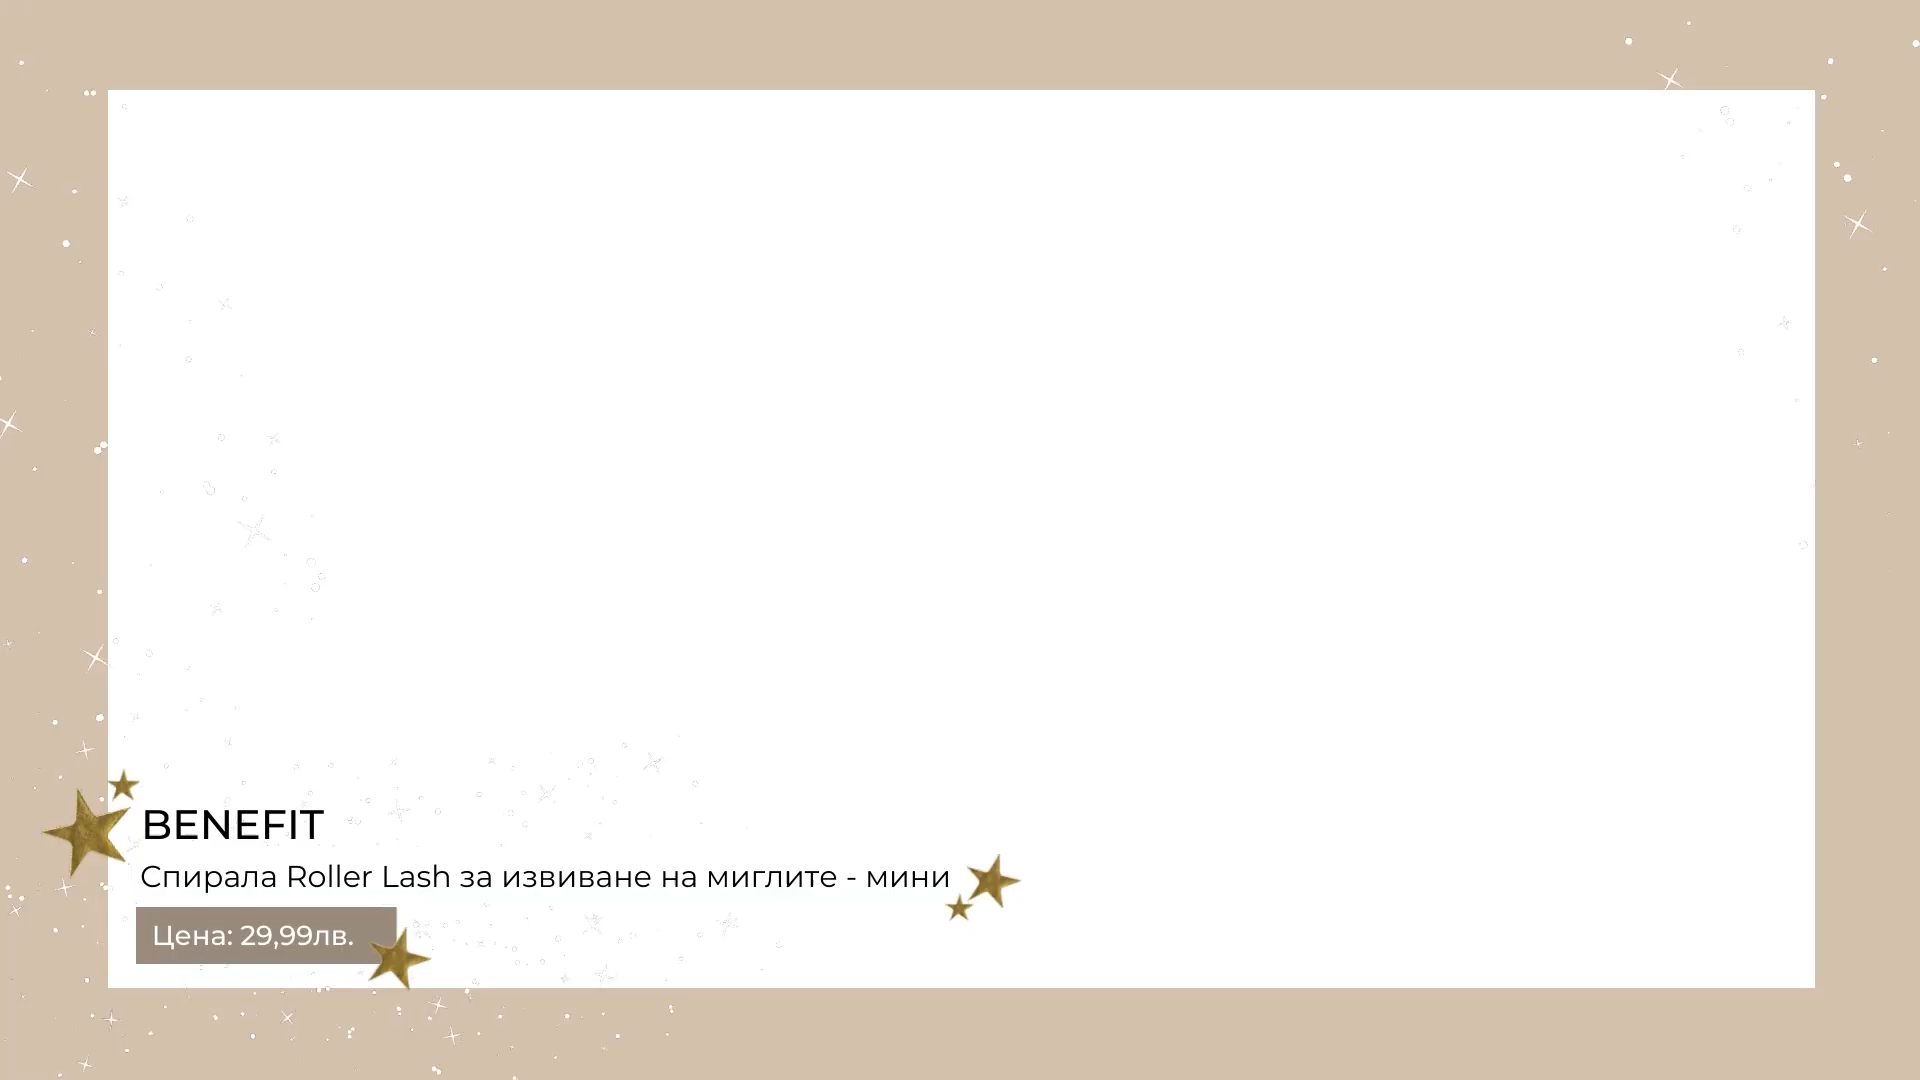 BENEFIT
Спирала Roller Lash за извиване на миглите - мини
Цена: 29,99лв.